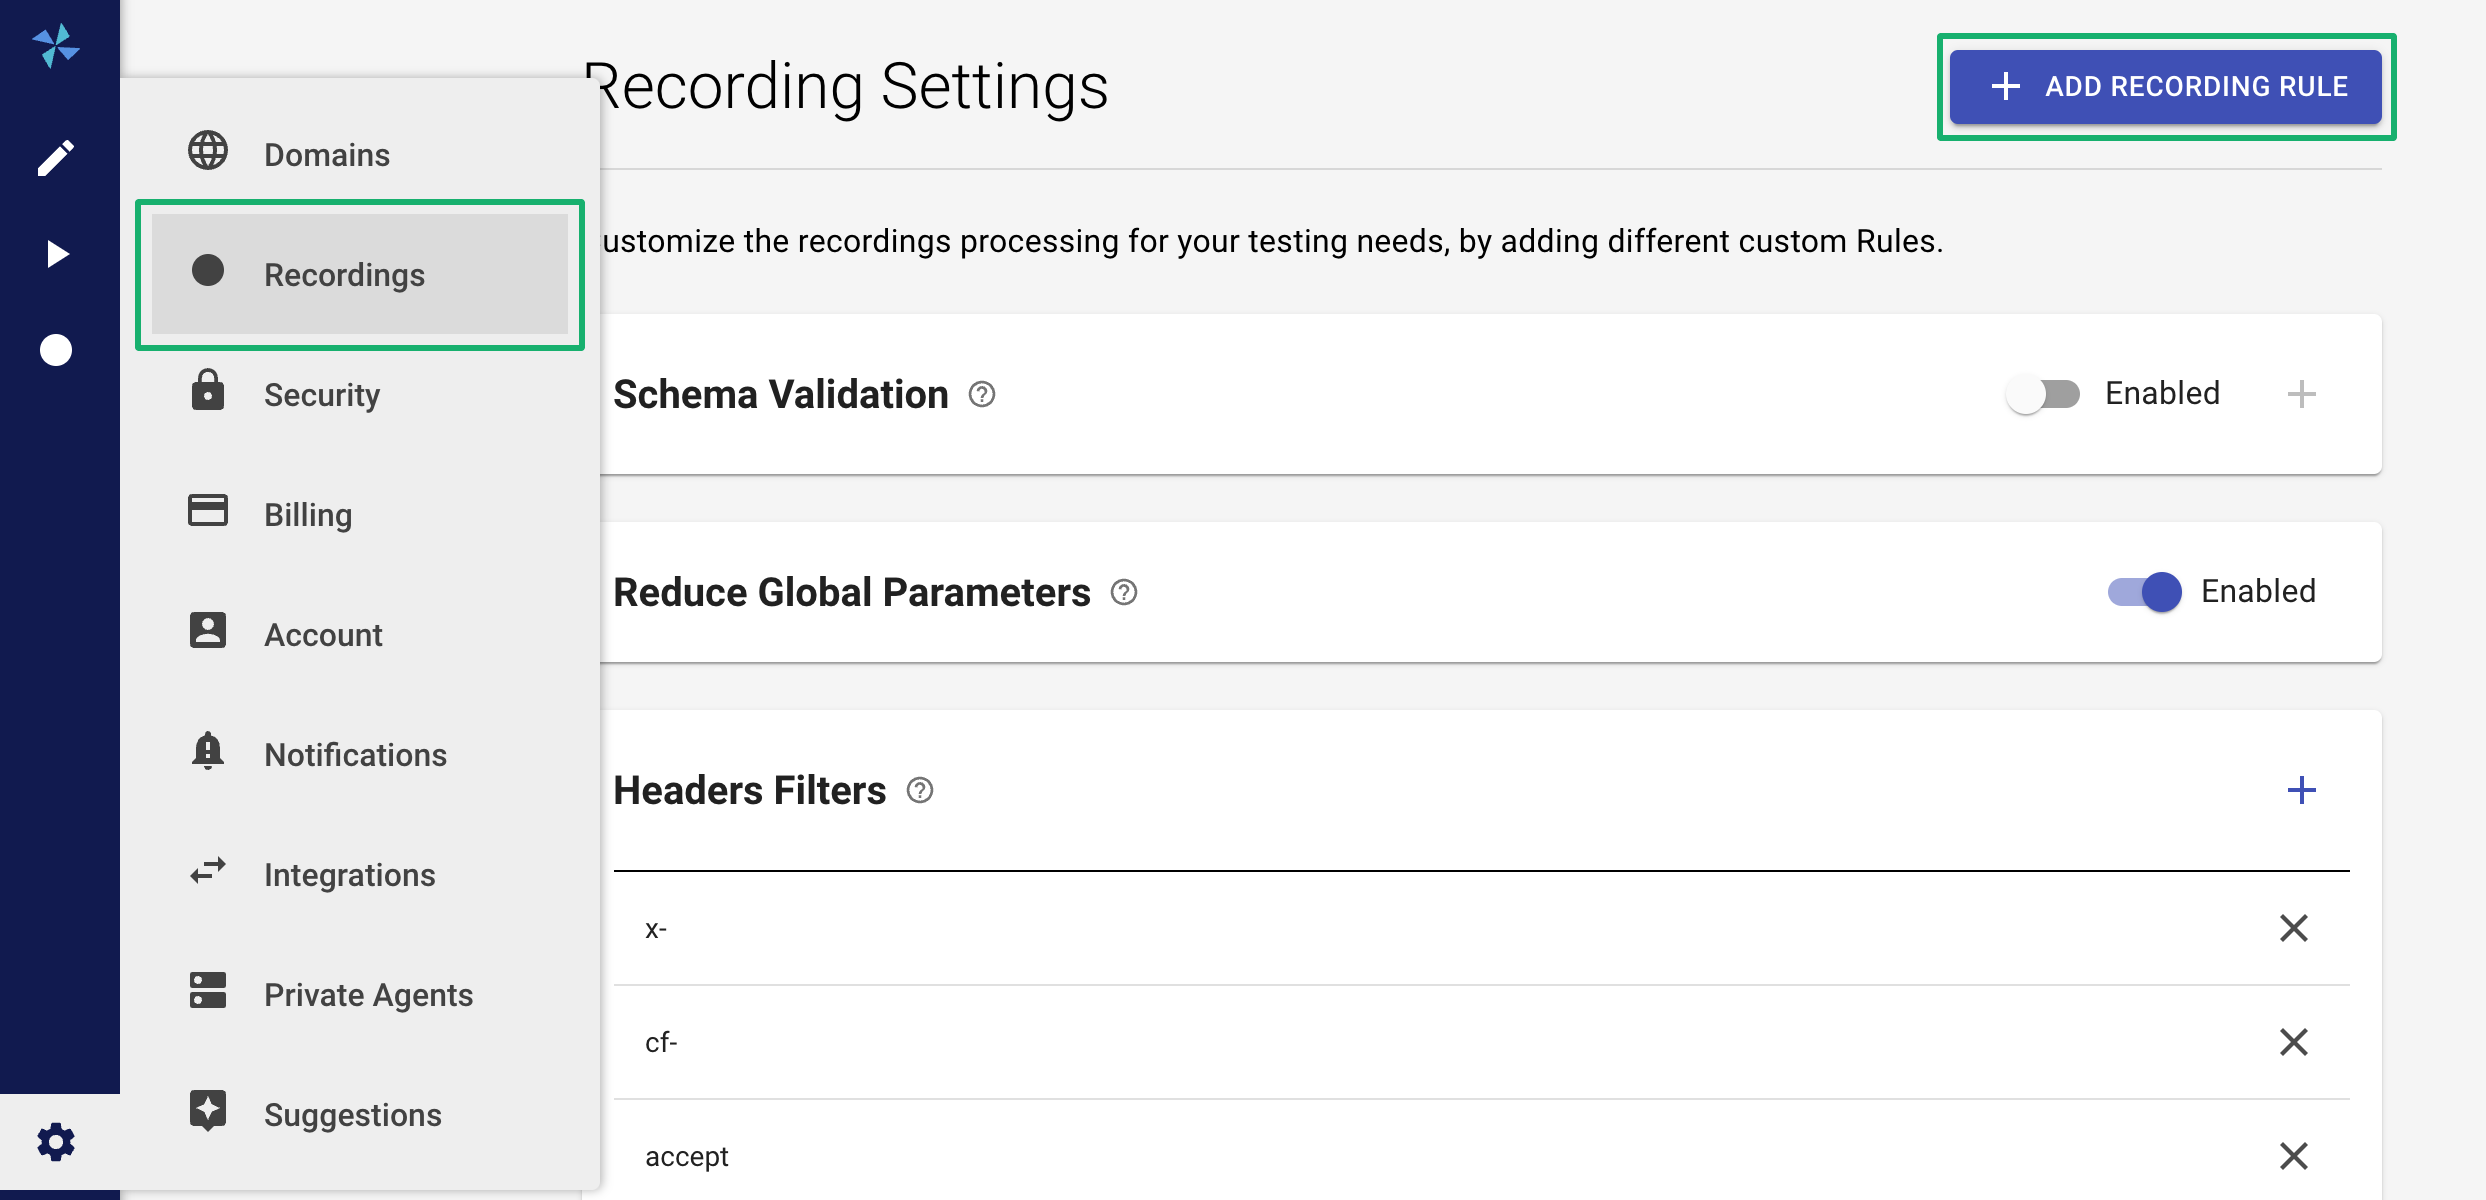 Domains
Recordings
Security
Billing
Account
Notifications
Integrations
Private Agents
Suggestions
Recording Settings
ADD RECORDING RULE
ustomize the recordings processing for your testing needs, by adding different custom Rules.
Schema Validation
Enabled
Reduce Global Parameters
Enabled
Headers Filters
x-
cf-
accept